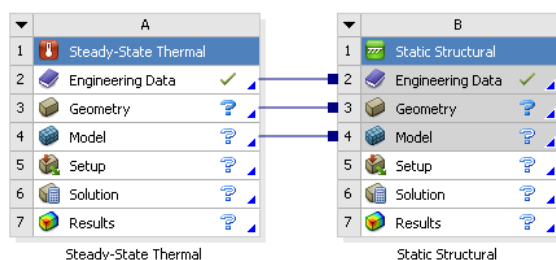 A
1 Steady-State Thermal
2 Engineering Data
3 Geometry
4 Model
5 Setup
6 Solution
7 Results
Steady-State Thermal
B
1 Static Structural
2 Engineering Data
3 Geometry
4 Model
5 Setup
6 Solution
7 Results
Static Structural